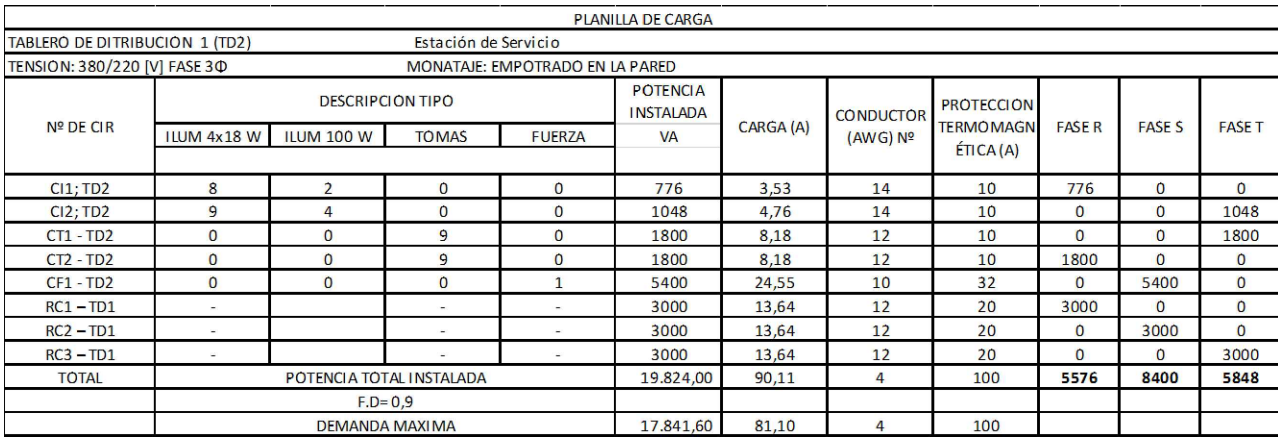 PLANILLA DE CARGA
TABLERO DE DITRIBUCION 1 (TD2) Estación de Servicio
TENSION: 380/220 [V] FASE 3Φ MONATAJE: EMPOTRADO EN LA PARED
Nº DE CIR DESCRIPCION TIPO POTENCIA INSTALADA CARGA (A) CONDUCTOR (AWG) Nº PROTECCION TERMOMAGNÉTICA (A) FASE R FASE S FASE T
ILUM 4x18 W ILUM 100 W TOMAS FUERZA VA
CI1; TD2 8 2 0 0 776 3,53 14 10 776 0 0
CI2; TD2 9 4 0 0 1048 4,76 14 10 0 0 1048
CT1 - TD2 0 0 9 0 1800 8,18 12 10 0 0 1800
CT2 - TD2 0 0 9 0 1800 8,18 12 10 1800 0 0
CF1 - TD2 0 0 0 1 5400 24,55 10 32 0 5400 0
RC1 – TD1 - - - 3000 13,64 12 20 3000 0 0
RC2 – TD1 - - - 3000 13,64 12 20 0 3000 0
RC3 – TD1 - - - 3000 13,64 12 20 0 0 3000
TOTAL POTENCIA TOTAL INSTALADA 19.824,00 90,11 4 100 5576 8400 5848
F.D= 0,9
DEMANDA MAXIMA 17.841,60 81,10 4 100